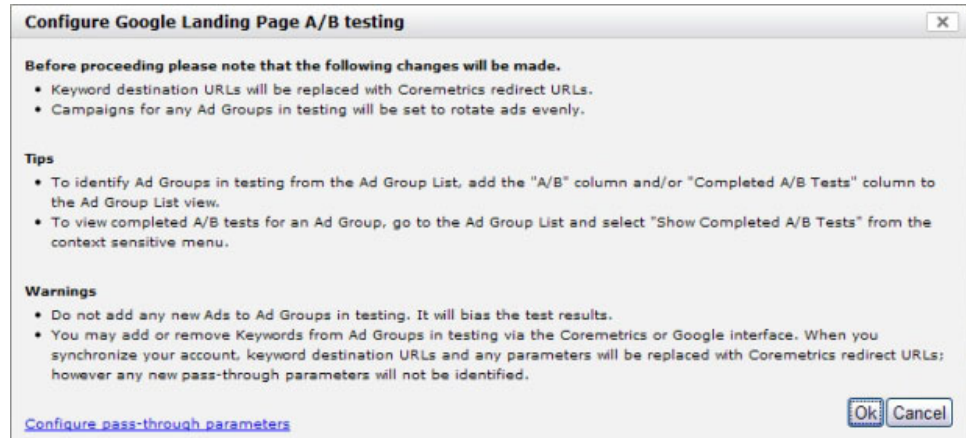 Configure Google Landing Page A/B testing
Before proceeding please note that the following changes will be made.
• Keyword destination URLs will be replaced with Coremetrics redirect URLs.
• Campaigns for any Ad Groups in testing will be set to rotate ads evenly.
Tips
• To identify Ad Groups in testing from the Ad Group List, add the "A/B" column and/or "Completed A/B Tests" column to
the Ad Group List view.
• To view completed A/B tests for an Ad Group, go to the Ad Group List and select "Show Completed A/B Tests" from the
context sensitive menu.
Warnings
• Do not add any new Ads to Ad Groups in testing. It will bias the test results.
• You may add or remove Keywords from Ad Groups in testing via the Coremetrics or Google interface. When you
synchronize your account, keyword destination URLs and any parameters will be replaced with Coremetrics redirect URLs;
however any new pass-through parameters will not be identified.
Configure pass-through parameters
Ok Cancel